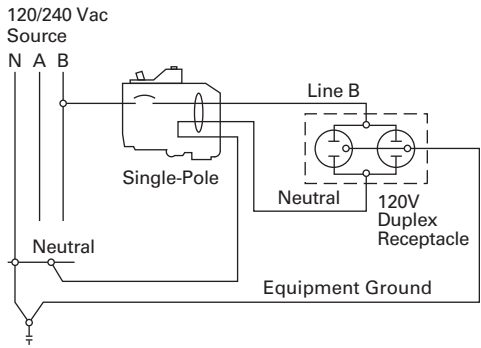 120/240 Vac
Source
N A B
Line B
Single-Pole
Neutral
120V
Duplex
Receptacle
Neutral
Equipment Ground